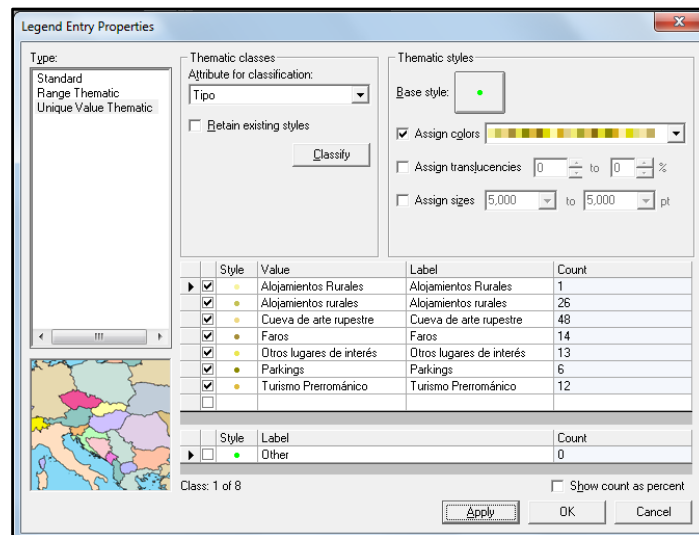 Legend Entry Properties
Type:
Standard
Range Thematic
Unique Value Thematic
Thematic classes
Attribute for classification:
Tipo
Retain existing styles
Classify
Thematic styles
Base style:
Assign colors
Assign translucencies 0 to 0 %
Assign sizes 5,000 to 5,000 pt
Style Value Label Count
Alojamientos Rurales Alojamientos Rurales 1
Alojamientos rurales Alojamientos rurales 26
Cueva de arte rupestre Cueva de arte rupestre 48
Faros Faros 14
Otros lugares de interés Otros lugares de interés 13
Parkings Parkings 6
Turismo Prerrománico Turismo Prerrománico 12
Style Label Count
Other 0
Class: 1 of 8
Show count as percent
Apply OK Cancel